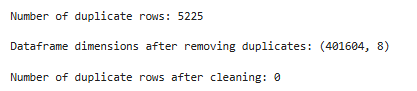 Number of duplicate rows: 5225
Dataframe dimensions after removing duplicates: (401604, 8)
Number of duplicate rows after cleaning: 0